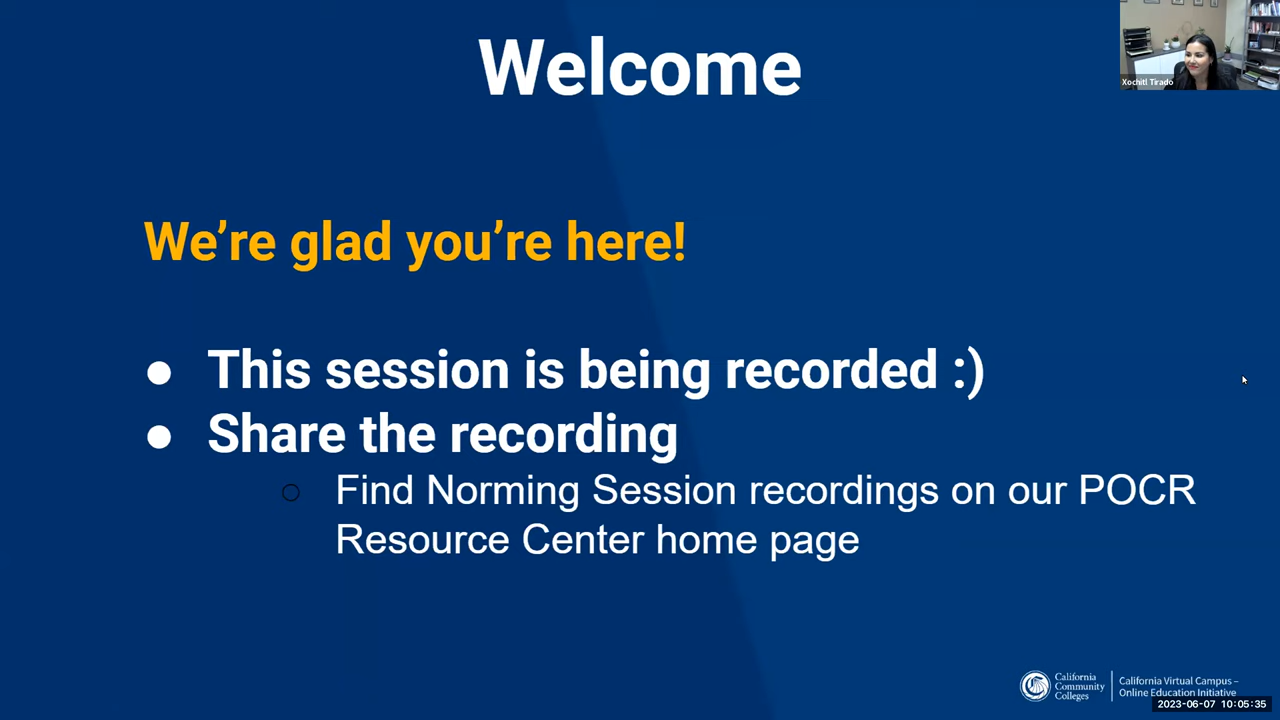 Welcome
Xochitl Tirado
We’re glad you’re here!
● This session is being recorded :)
● Share the recording
○ Find Norming Session recordings on our POCR
Resource Center home page
California
Community
Colleges
California Virtual Campus –
Online Education Initiative
2023-06-07 10:05:35